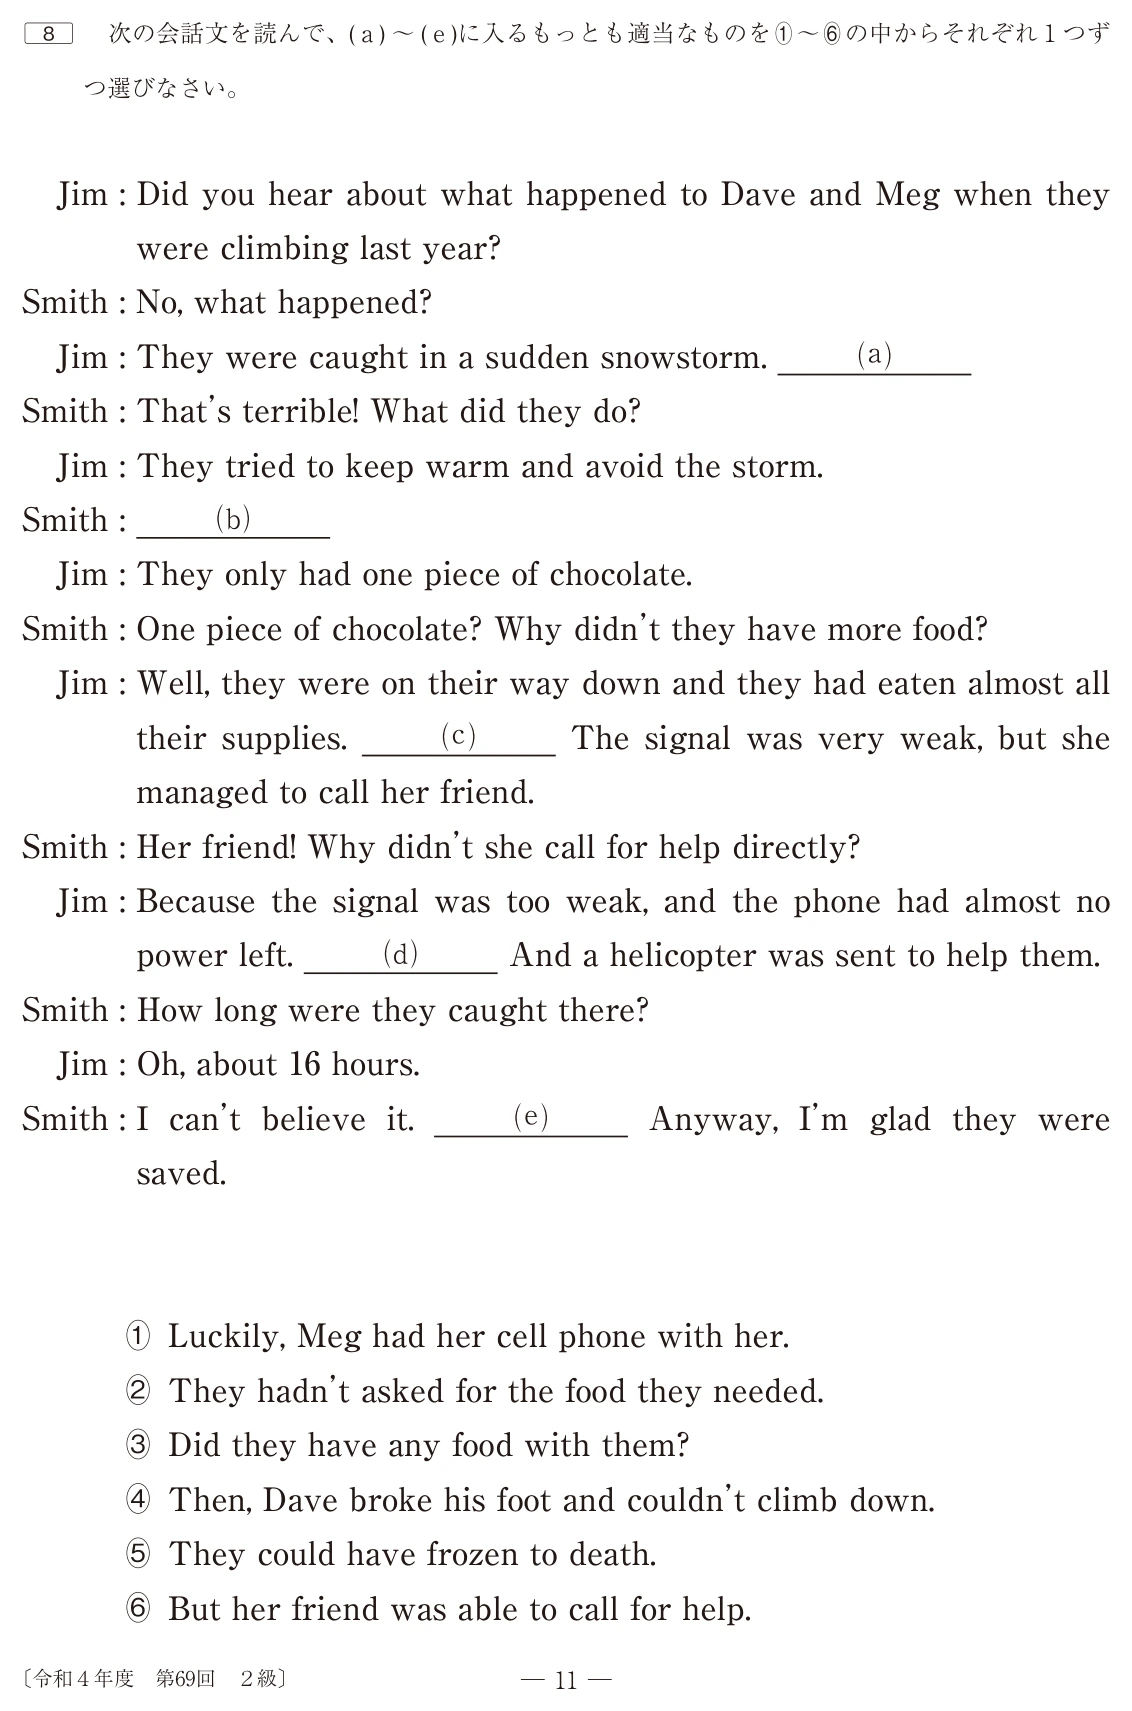 8 次の会話文を読んで、(a)～(e)に入るもっとも適当なものを①～⑥の中からそれぞれ１つず
つ選びなさい。
Jim : Did you hear about what happened to Dave and Meg when they
were climbing last year?
Smith : No, what happened?
Jim : They were caught in a sudden snowstorm. (a)
Smith : That's terrible! What did they do?
Jim : They tried to keep warm and avoid the storm.
Smith : (b)
Jim : They only had one piece of chocolate.
Smith : One piece of chocolate? Why didn't they have more food?
Jim : Well, they were on their way down and they had eaten almost all
their supplies. (c) The signal was very weak, but she
managed to call her friend.
Smith : Her friend! Why didn't she call for help directly?
Jim : Because the signal was too weak, and the phone had almost no
power left. (d) And a helicopter was sent to help them.
Smith : How long were they caught there?
Jim : Oh, about 16 hours.
Smith : I can't believe it. (e) Anyway, I'm glad they were
saved.
① Luckily, Meg had her cell phone with her.
② They hadn't asked for the food they needed.
③ Did they have any food with them?
④ Then, Dave broke his foot and couldn't climb down.
⑤ They could have frozen to death.
⑥ But her friend was able to call for help.
〔令和４年度 第69回 ２級〕 — 11 —